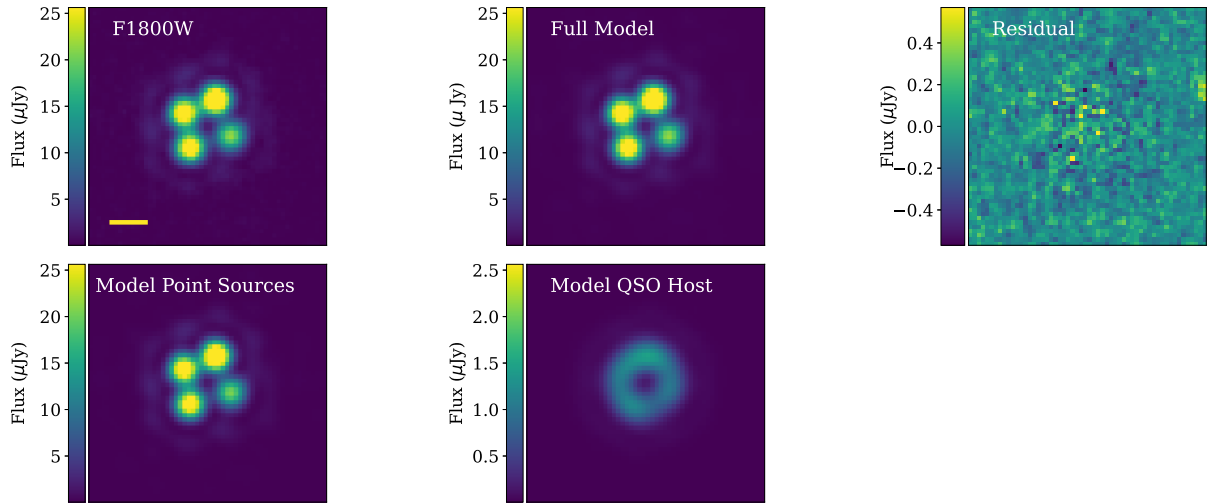 F1800W
Flux (μJy)
25
20
15
10
5
Full Model
Flux (μ Jy)
25
20
15
10
5
Residual
Flux (μJy)
0.4
0.2
0.0
−0.2
−0.4
Model Point Sources
Flux (μJy)
25
20
15
10
5
Model QSO Host
Flux (μJy)
2.5
2.0
1.5
1.0
0.5